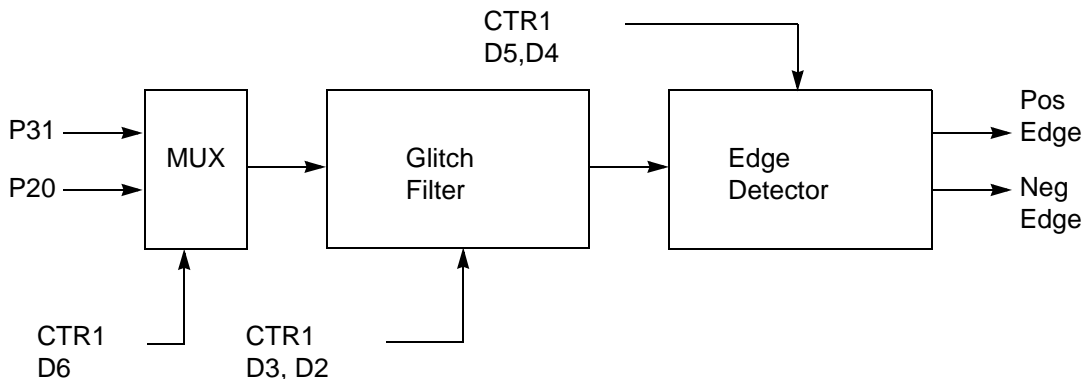 CTR1
D5,D4
P31
P20
MUX
Glitch
Filter
Edge
Detector
Pos
Edge
Neg
Edge
CTR1
D6
CTR1
D3, D2